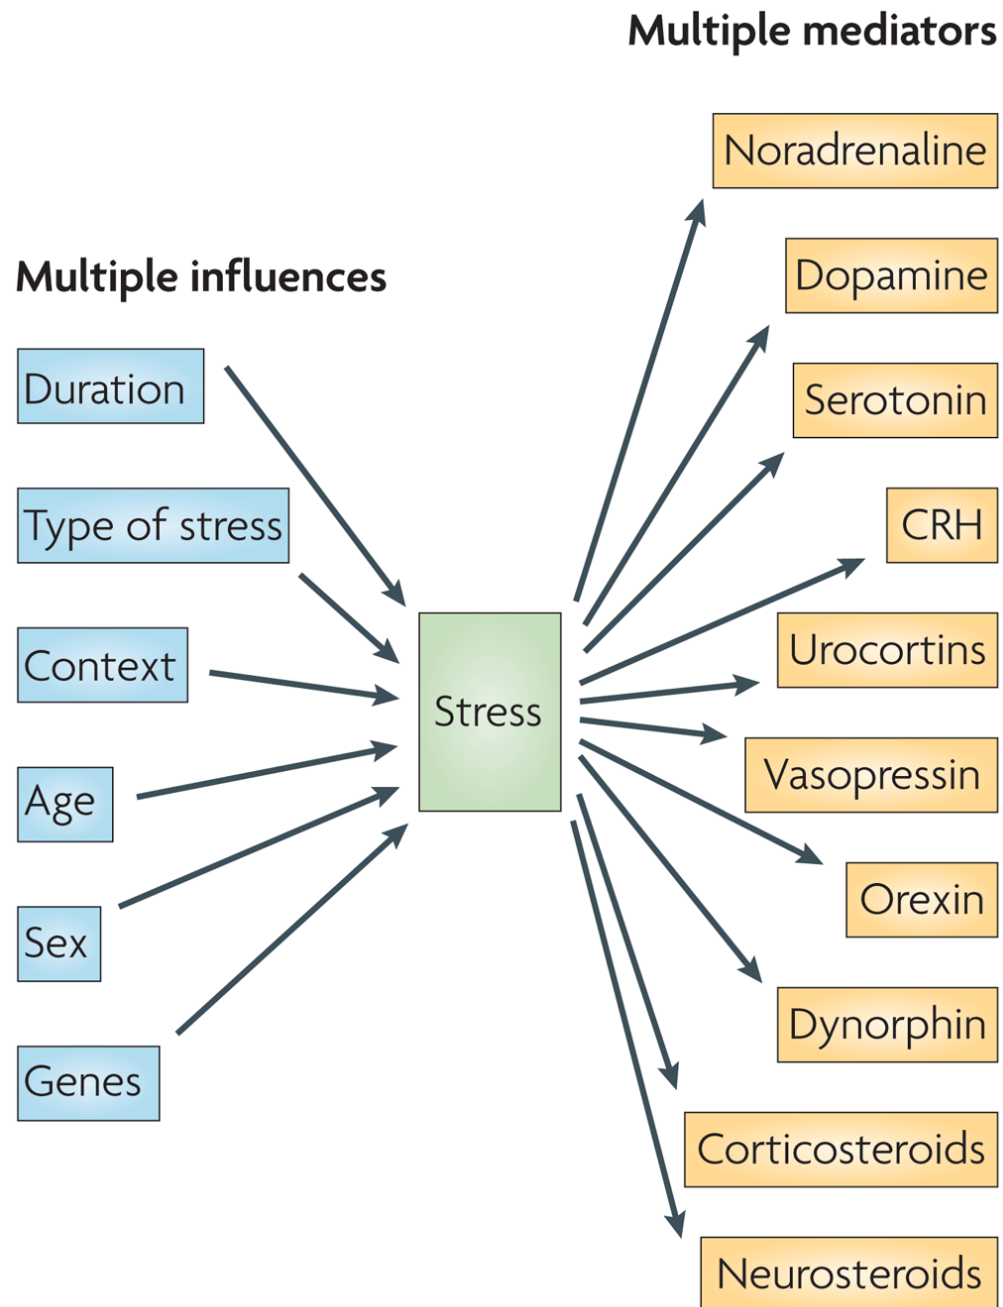 Multiple mediators
Noradrenaline
Dopamine
Serotonin
CRH
Urocortins
Vasopressin
Orexin
Dynorphin
Corticosteroids
Neurosteroids
Multiple influences
Duration
Type of stress
Context
Age
Sex
Genes
Stress